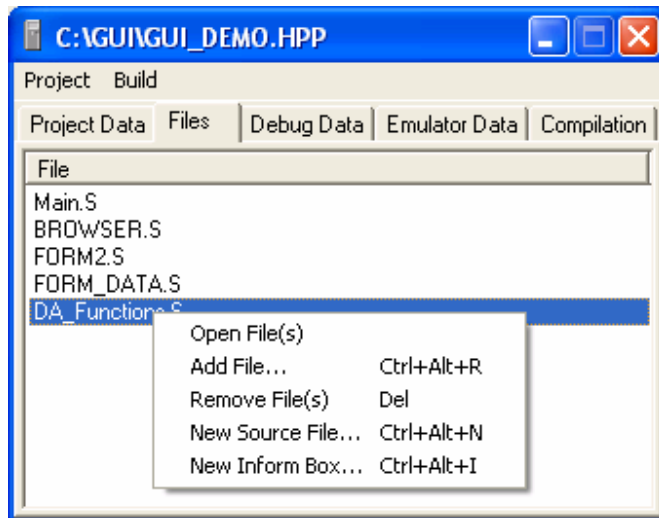 C:\GUI\GUI_DEMO.HPP
Project Build
Project Data Files Debug Data Emulator Data Compilation
File
Main.S
BROWSER.S
FORM2.S
FORM_DATA.S
DA_Functions.S
Open File(s)
Add File... Ctrl+Alt+R
Remove File(s) Del
New Source File... Ctrl+Alt+N
New Inform Box... Ctrl+Alt+I